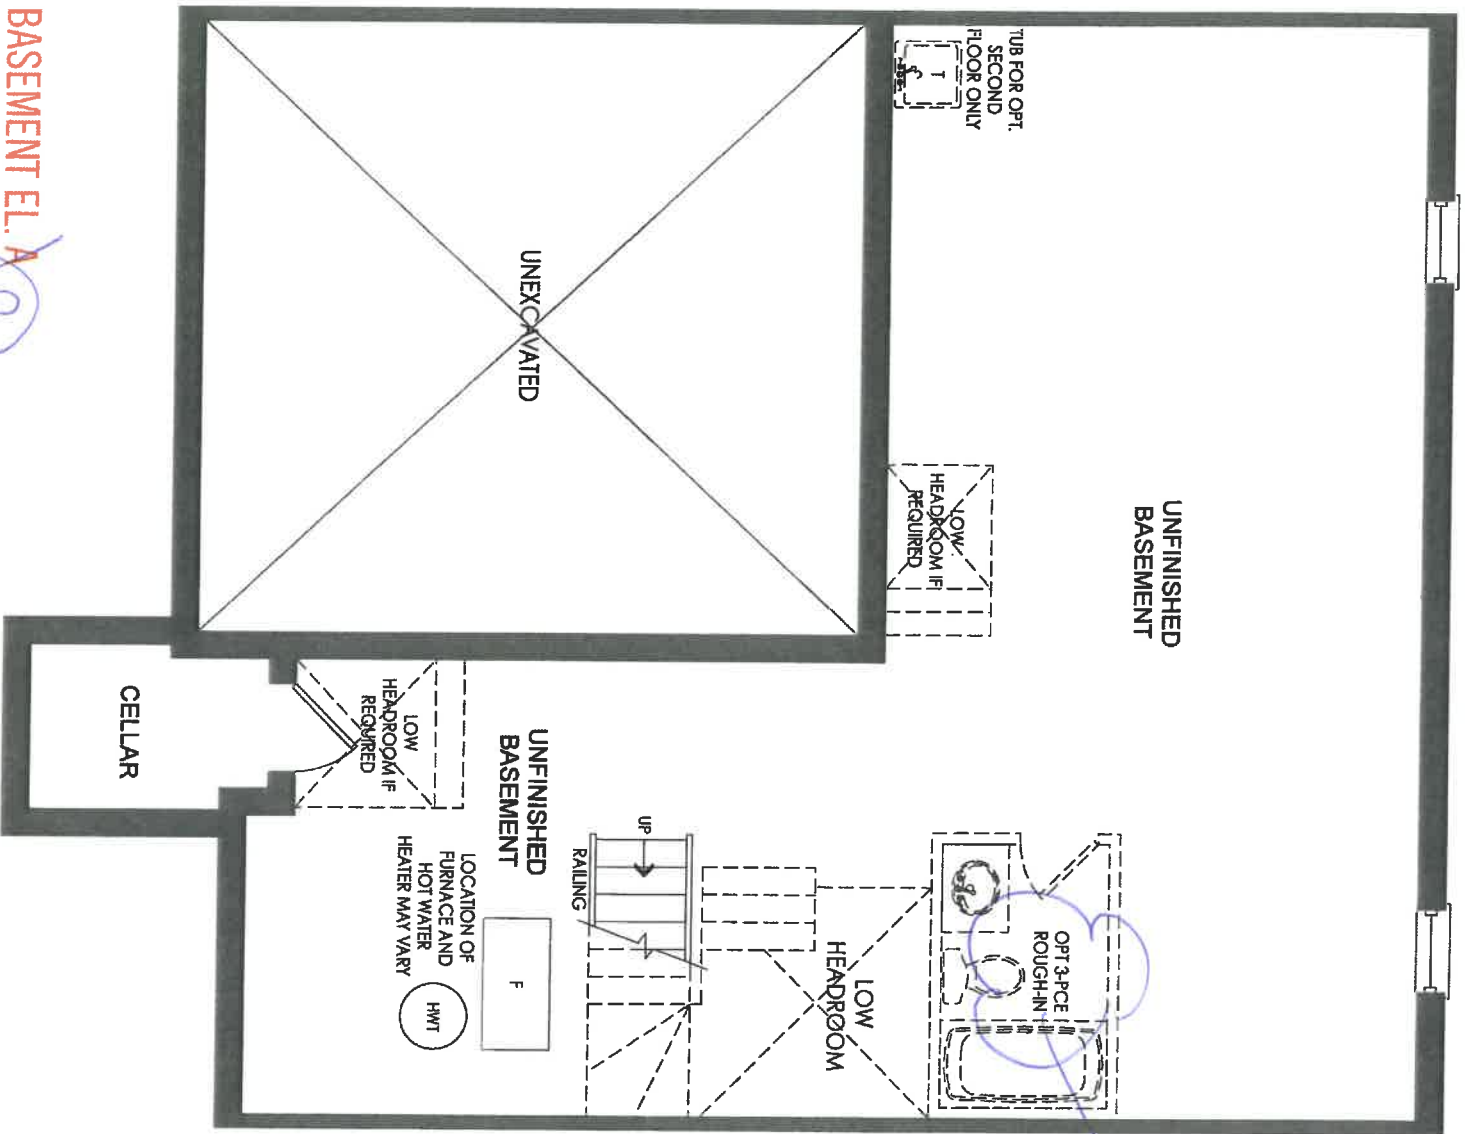 UNFINISHED
BASEMENT
TUB FOR OPT.
SECOND
FLOOR ONLY
T
LOW
HEADROOM IF
REQUIRED
OPT 3-PCE
ROUGH-IN
LOW
HEADROOM
UP
RAILING
UNFINISHED
BASEMENT
F
LOCATION OF
FURNACE AND
HOT WATER
HEATER MAY VARY
HWT
UNEXCAVATED
LOW
HEADROOM IF
REQUIRED
CELLAR
BASEMENT EL. A